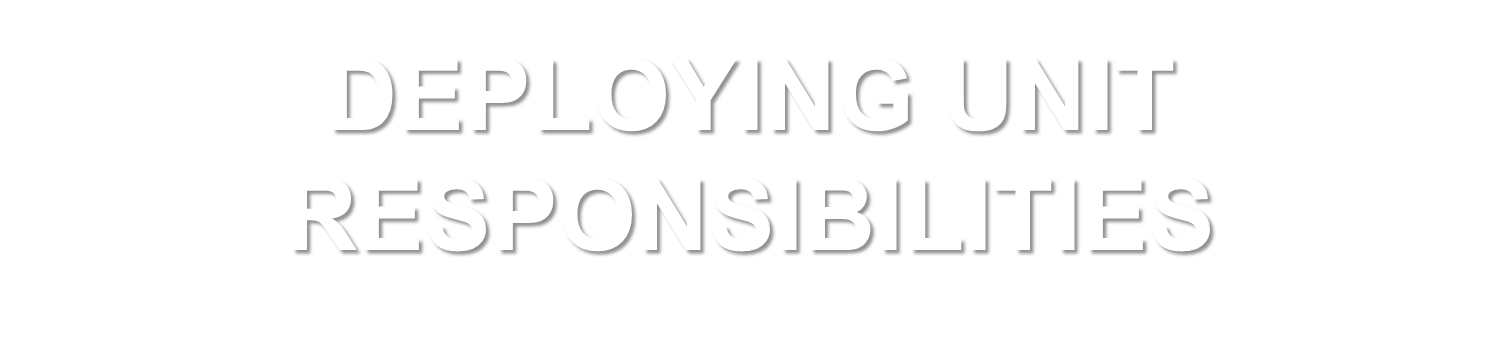 DEPLOYING UNIT
RESPONSIBILITIES